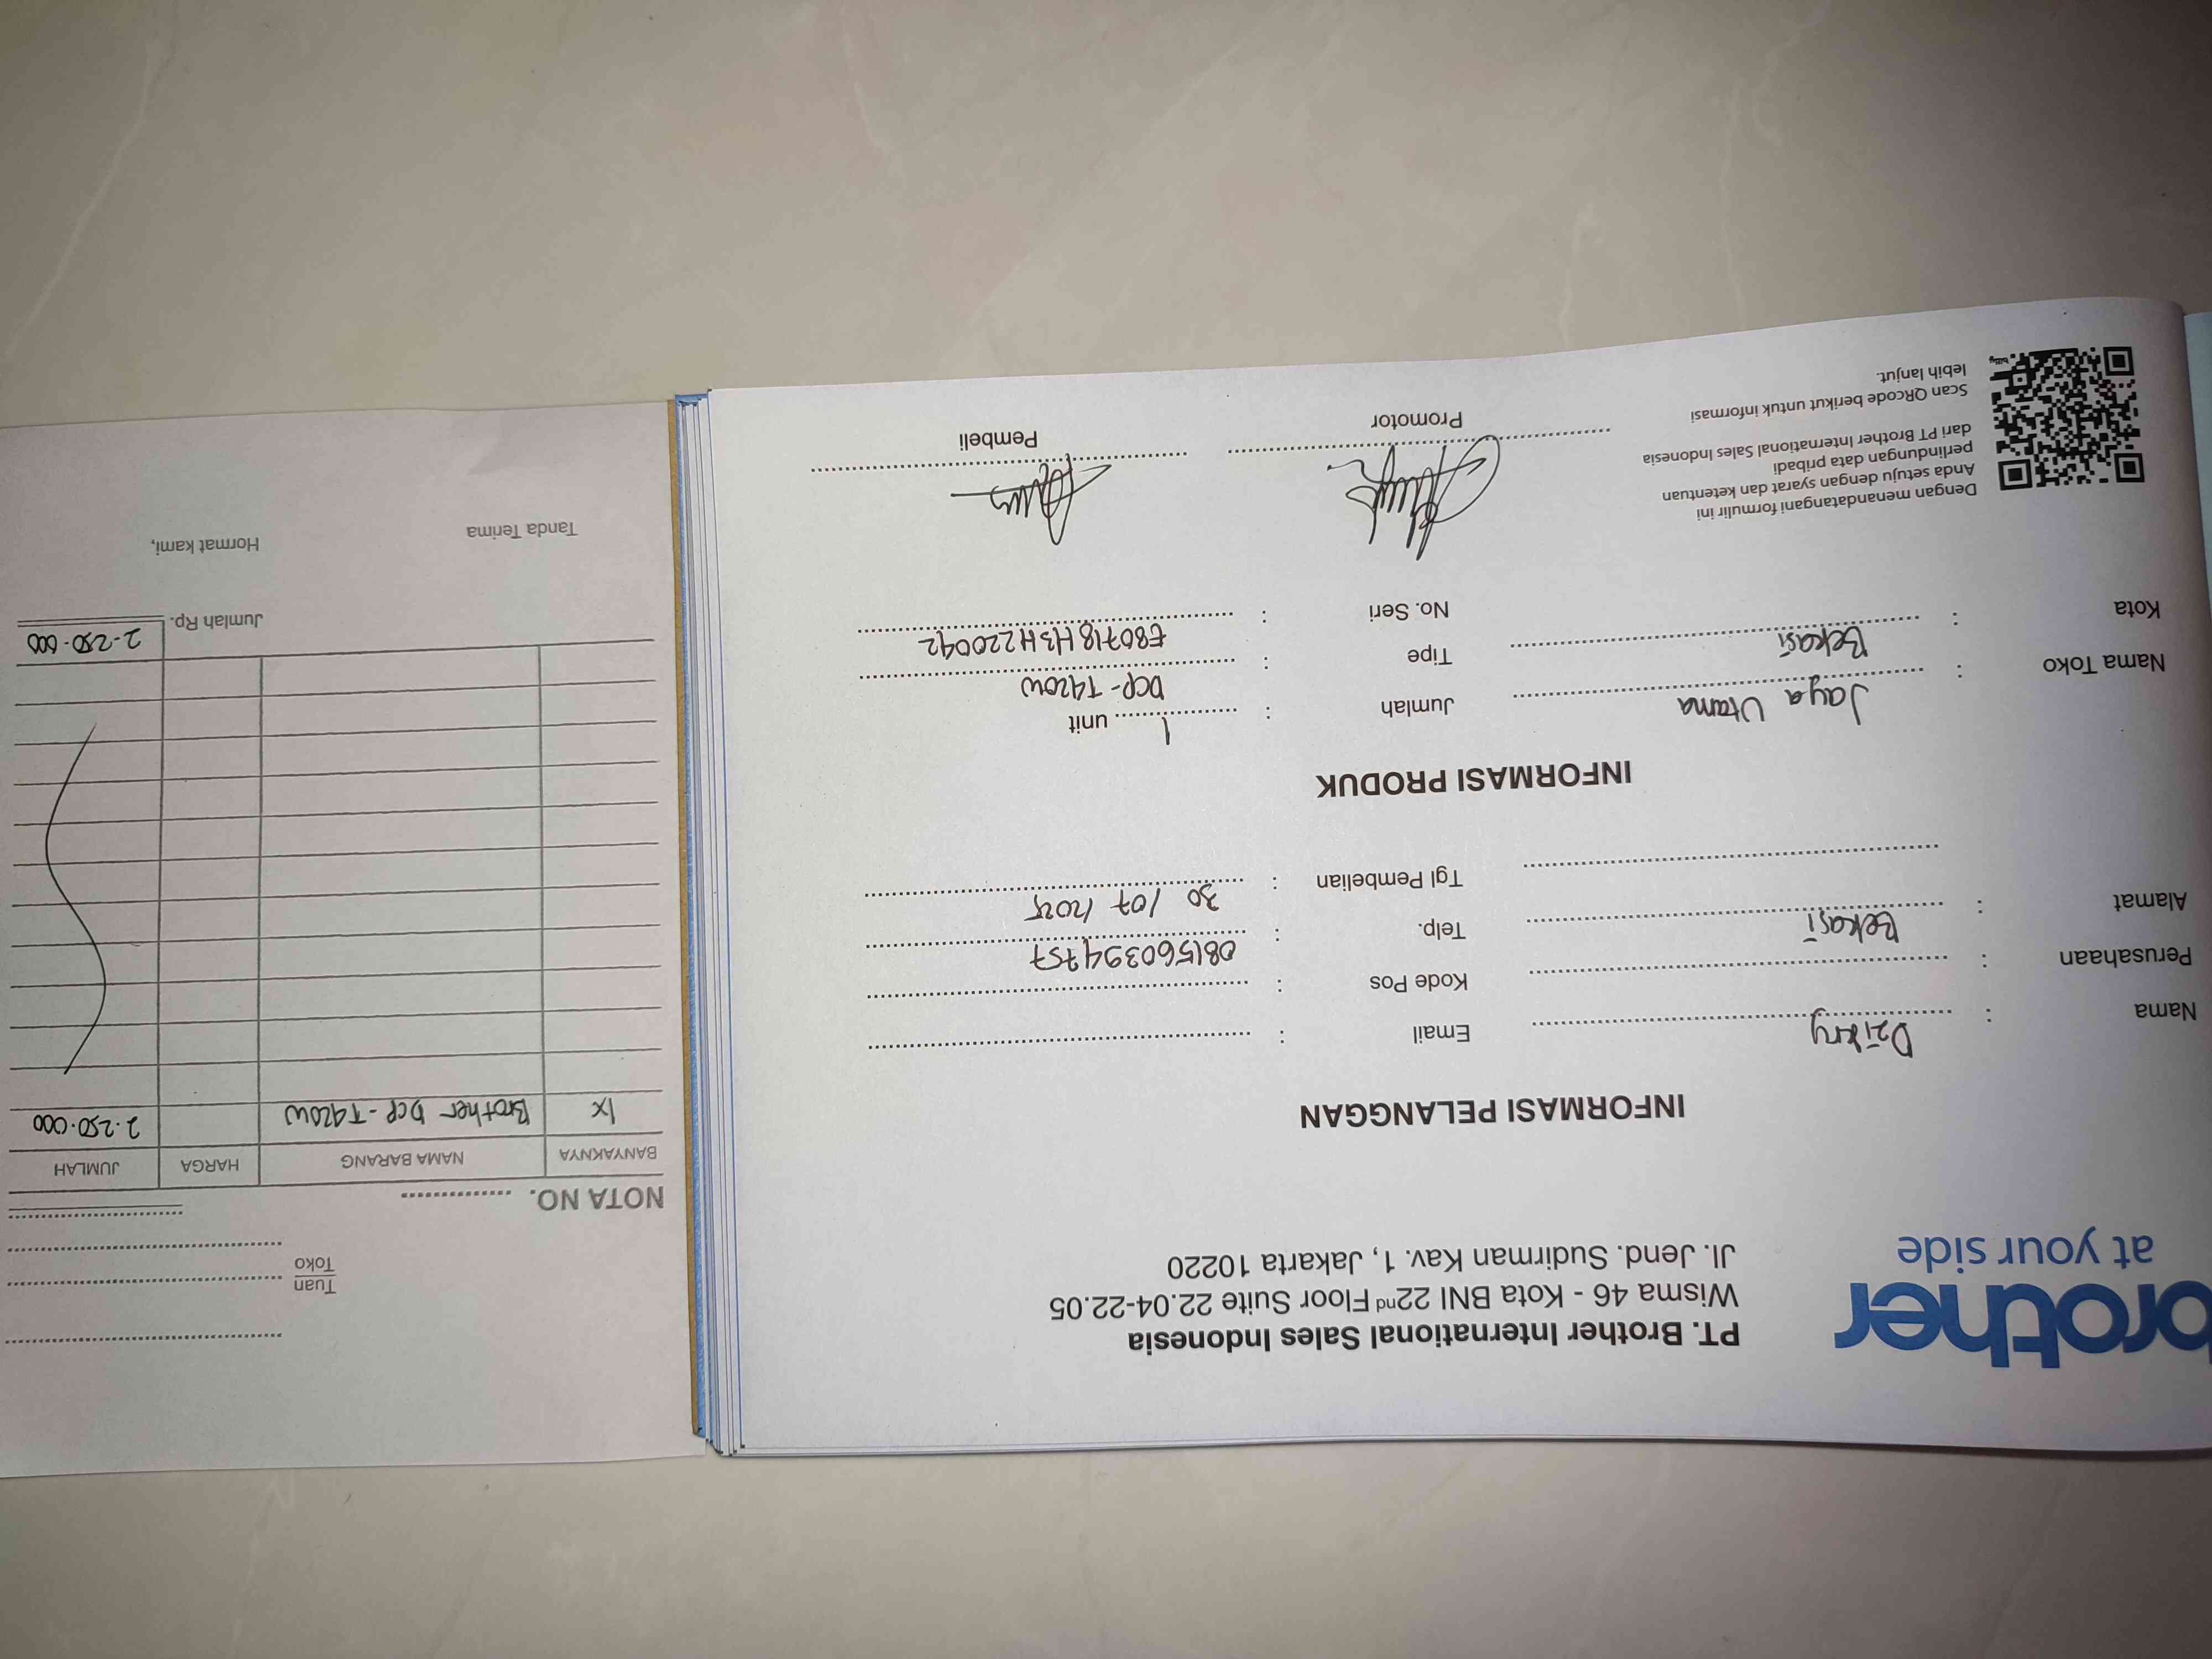 brother
at your side
PT. Brother International Sales Indonesia
Wisma 46 - Kota BNI 22nd Floor Suite 22.04-22.05
Jl. Jend. Sudirman Kav. 1, Jakarta 10220
INFORMASI PELANGGAN
Nama : Dzikry
Perusahaan :
Alamat : Bekasi
Email :
Kode Pos :
Telp. : 081560394757
Tgl Pembelian : 30 / 07 / 2025
INFORMASI PRODUK
Nama Toko : Jaya Utama
Kota : Bekasi
Jumlah : 1 unit
Tipe : DCP-T420W
No. Seri : E80718H3H220042
Dengan menandatangani formulir ini
Anda setuju dengan syarat dan ketentuan
perlindungan data pribadi
dari PT Brother International Sales Indonesia
Scan QRcode berikut untuk informasi
lebih lanjut.
Promotor
Pembeli
Tuan
Toko
NOTA NO.
BANYAKNYA NAMA BARANG HARGA JUMLAH
1x Brother DCP-T420W 2.250.000
Jumlah Rp. 2.250.000
Tanda Terima
Hormat kami,